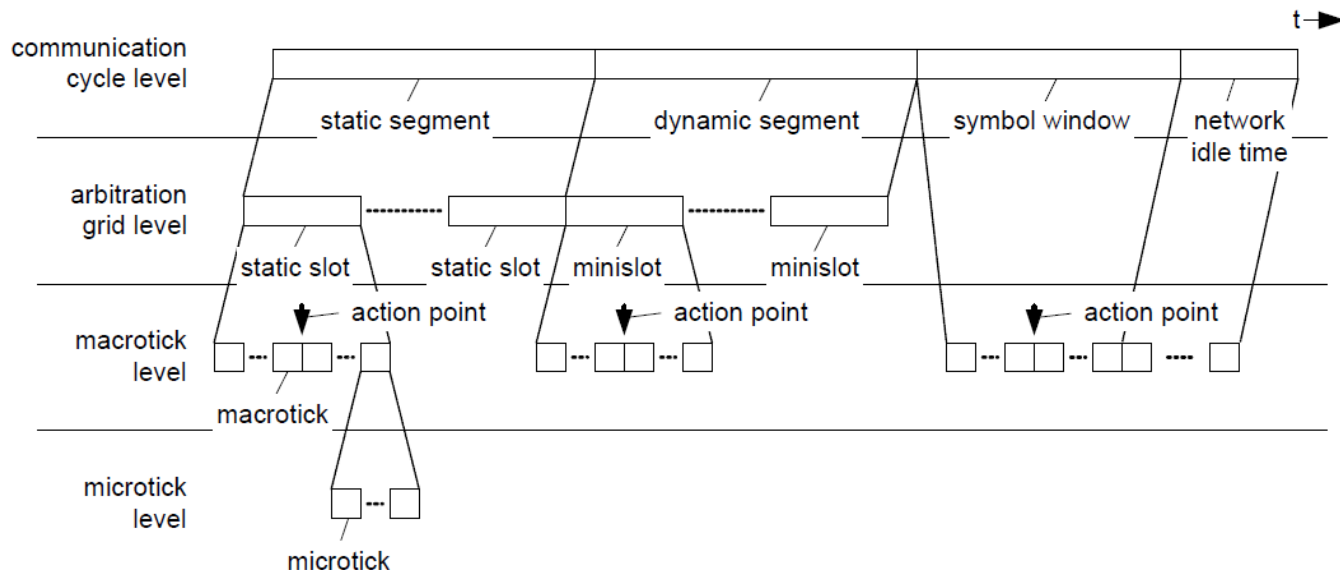 t
communication
cycle level
static segment
dynamic segment
symbol window
network
idle time
arbitration
grid level
static slot
static slot
minislot
minislot
action point
action point
action point
macrotick
level
macrotick
microtick
level
microtick